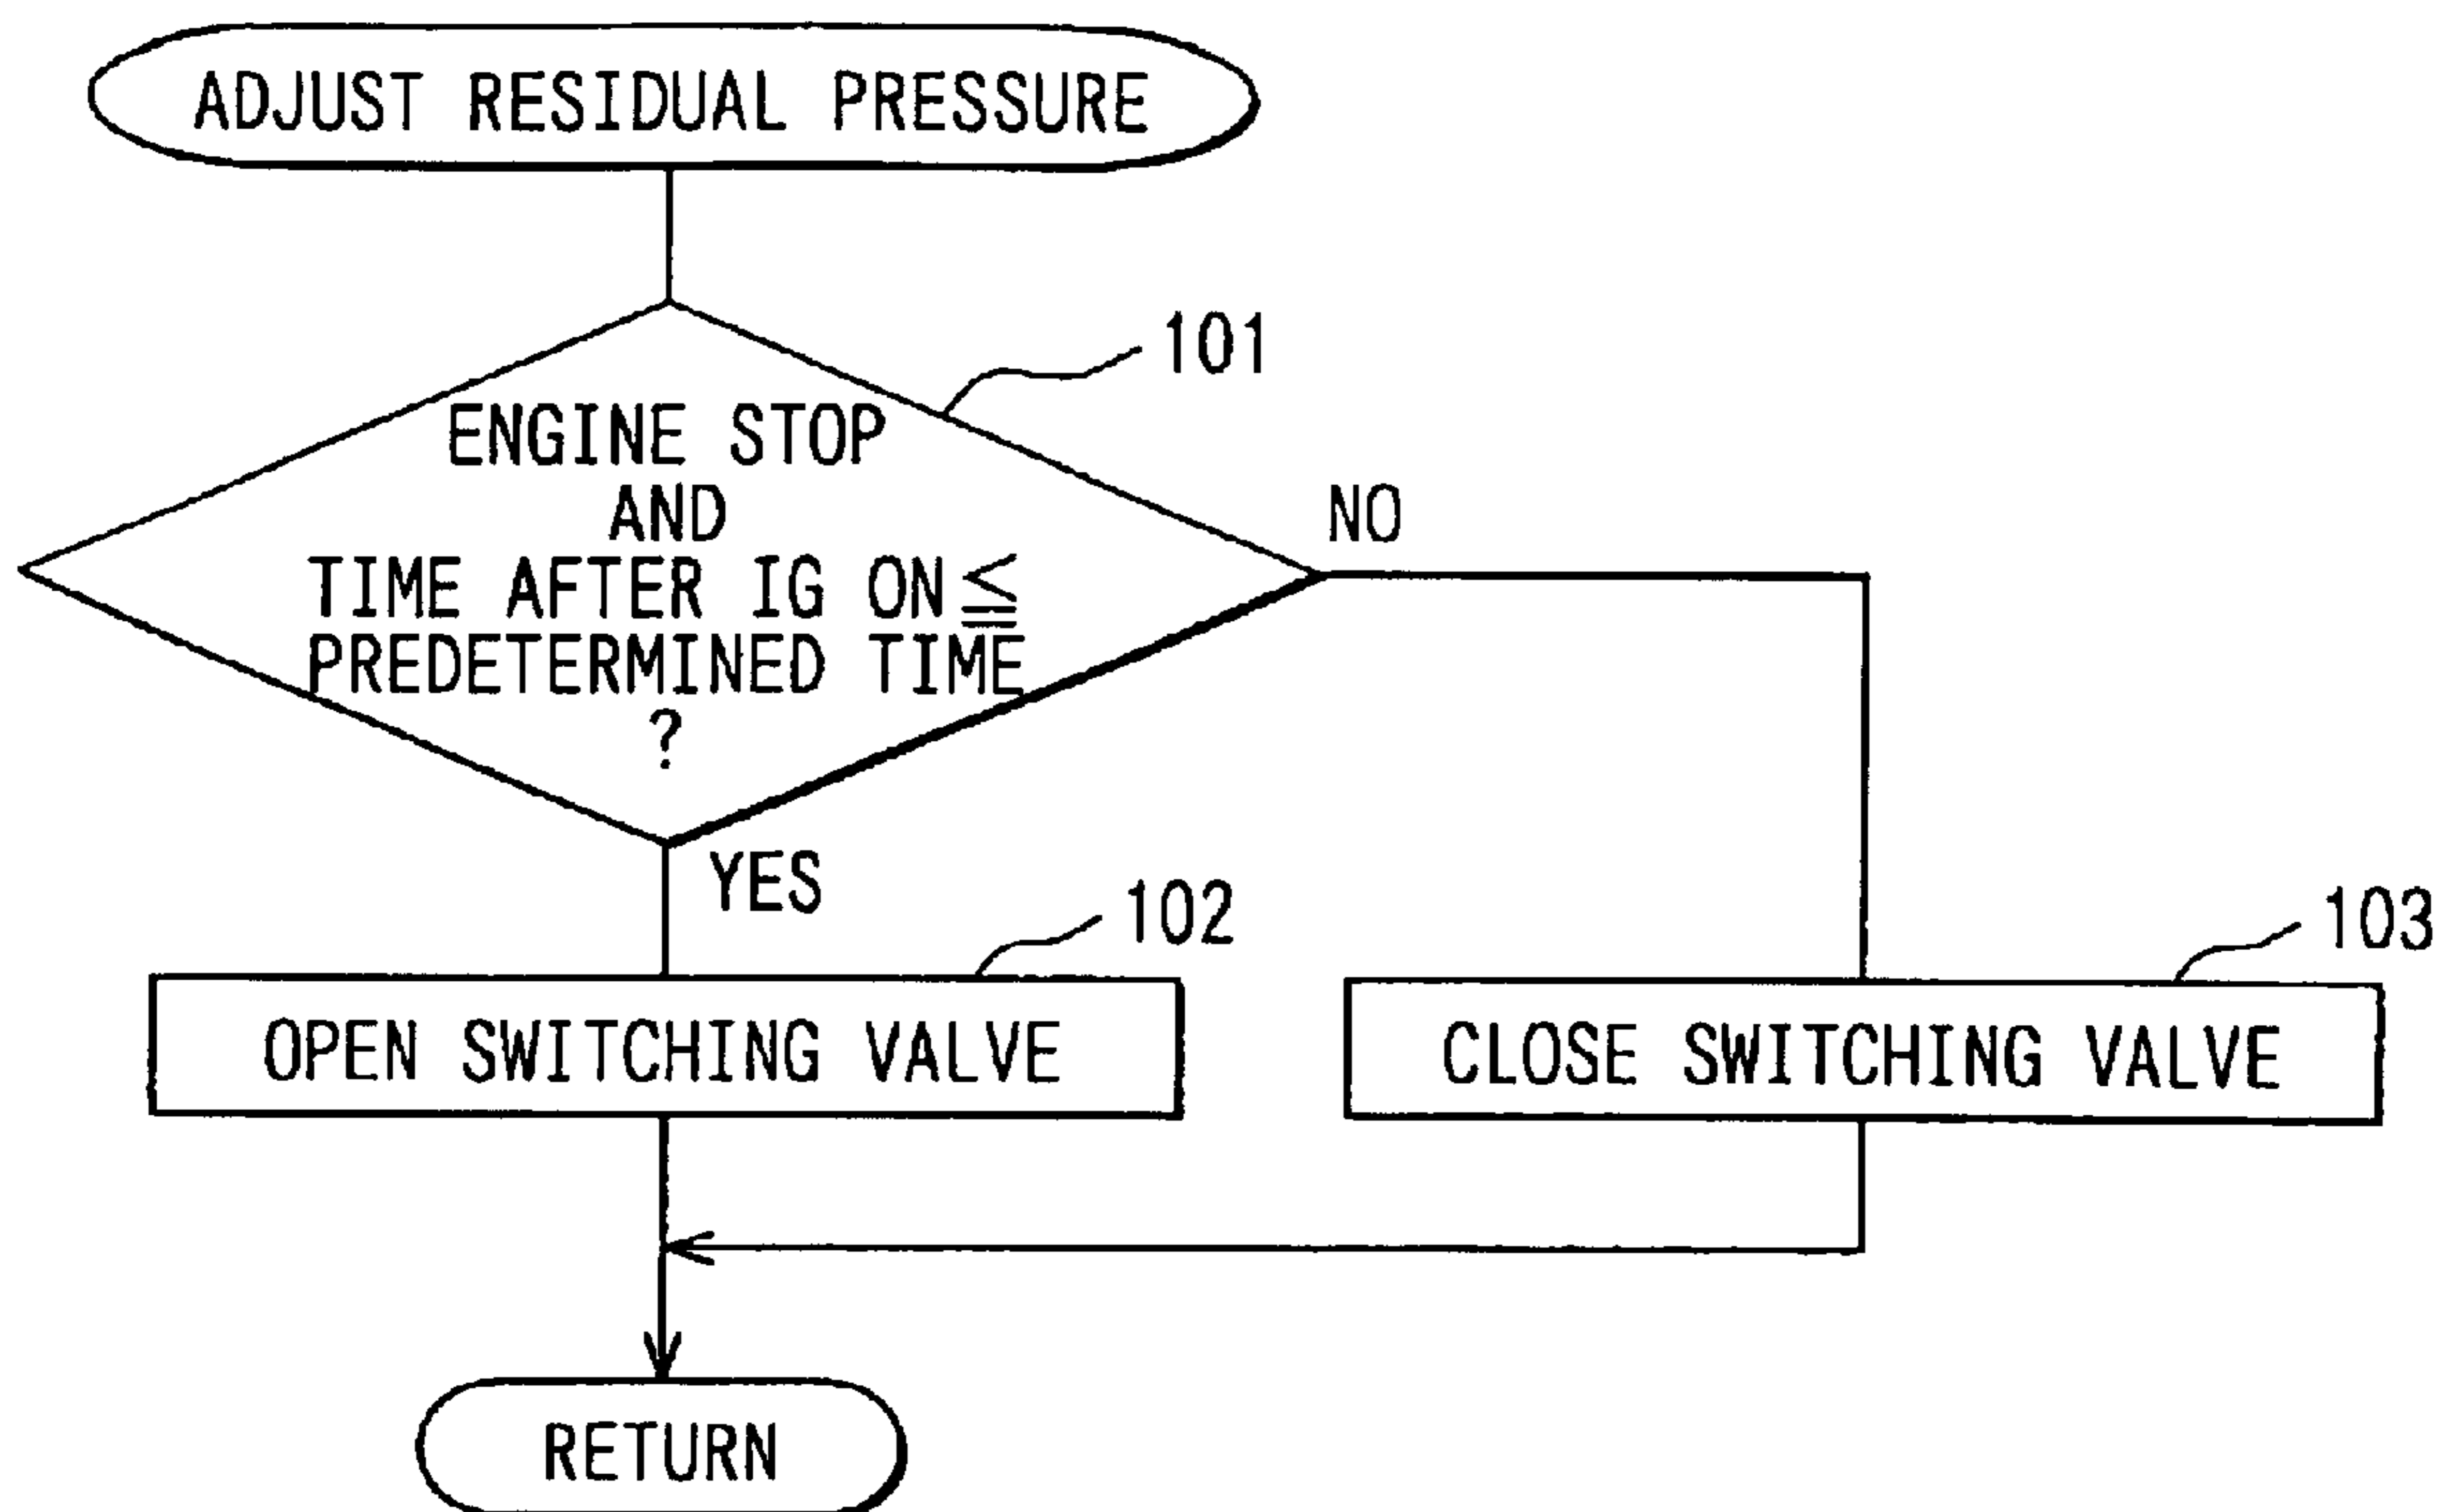 ADJUST RESIDUAL PRESSURE
101
ENGINE STOP
AND
TIME AFTER IG ON ≦
PREDETERMINED TIME
?
NO
YES
102
OPEN SWITCHING VALVE
103
CLOSE SWITCHING VALVE
RETURN